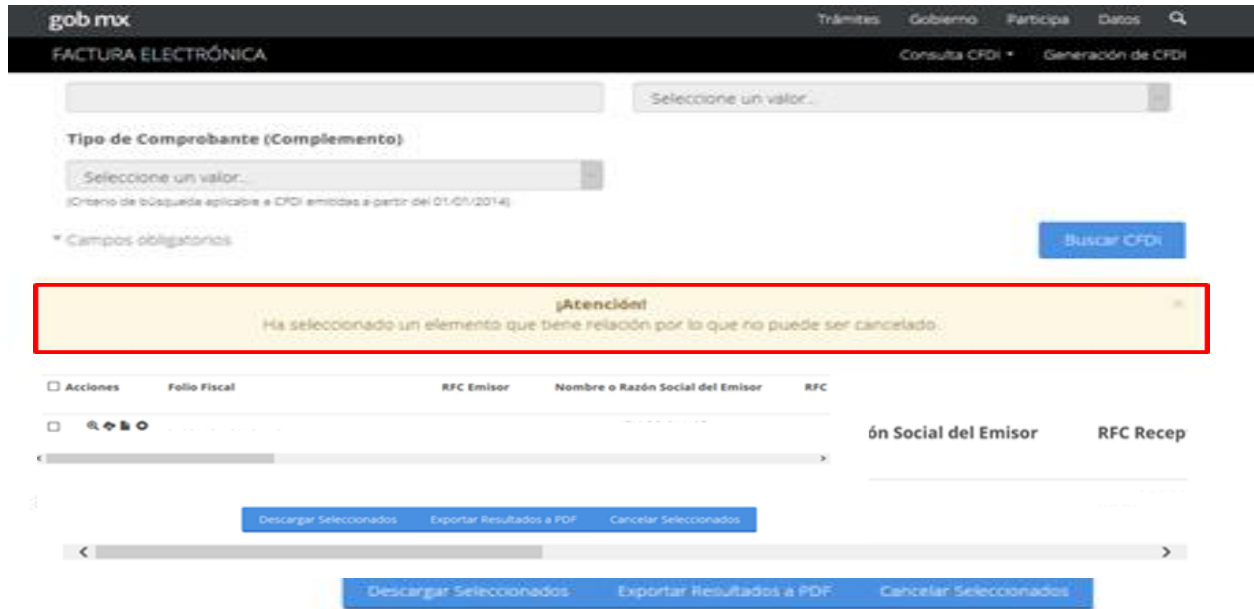 gob mx Trámites Gobierno Participa Datos
FACTURA ELECTRÓNICA Consulta CFDI Generación de CFDI
Seleccione un valor...
Tipo de Comprobante (Complemento)
Seleccione un valor...
(Criterio de búsqueda aplicable a CFDI emitidas a partir del 01/01/2014)
* Campos obligatorios Buscar CFDI
¡Atención! ×
Ha seleccionado un elemento que tiene relación por lo que no puede ser cancelado.
Acciones Folio Fiscal RFC Emisor Nombre o Razón Social del Emisor RFC
ón Social del Emisor RFC Recep
Descargar Seleccionados Exportar Resultados a PDF Cancelar Seleccionados
Descargar Seleccionados Exportar Resultados a PDF Cancelar Seleccionados